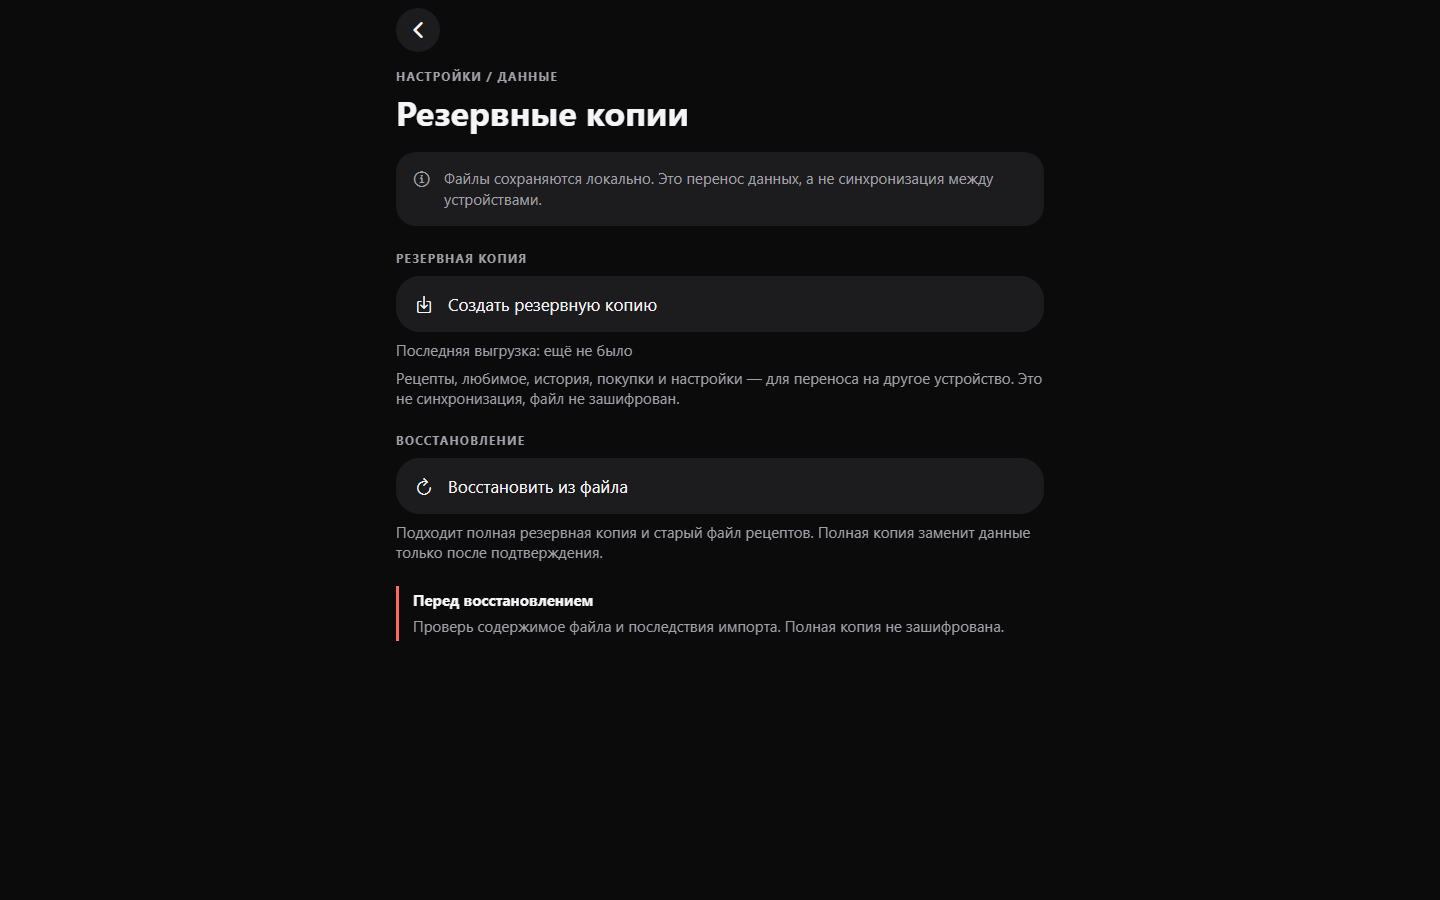 НАСТРОЙКИ / ДАННЫЕ
Резервные копии
Файлы сохраняются локально. Это перенос данных, а не синхронизация между
устройствами.
РЕЗЕРВНАЯ КОПИЯ
Создать резервную копию
Последняя выгрузка: ещё не было
Рецепты, любимое, история, покупки и настройки — для переноса на другое устройство. Это
не синхронизация, файл не зашифрован.
ВОССТАНОВЛЕНИЕ
Восстановить из файла
Подходит полная резервная копия и старый файл рецептов. Полная копия заменит данные
только после подтверждения.
Перед восстановлением
Проверь содержимое файла и последствия импорта. Полная копия не зашифрована.